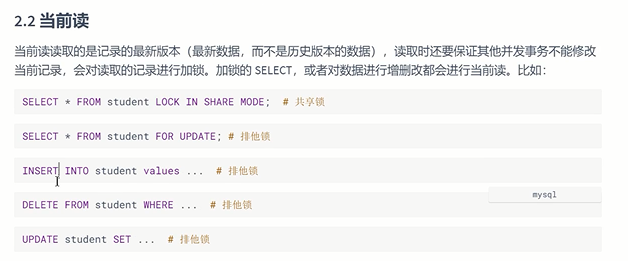 2.2 当前读
当前读读取的是记录的最新版本（最新数据，而不是历史版本的数据），读取时还要保证其他并发事务不能修改
当前记录，会对读取的记录进行加锁。加锁的 SELECT，或者对数据进行增删改都会进行当前读。比如：
SELECT * FROM student LOCK IN SHARE MODE;  # 共享锁
SELECT * FROM student FOR UPDATE; # 排他锁
INSERT INTO student values ...  # 排他锁
mysql
DELETE FROM student WHERE ...  # 排他锁
UPDATE student SET ...  # 排他锁